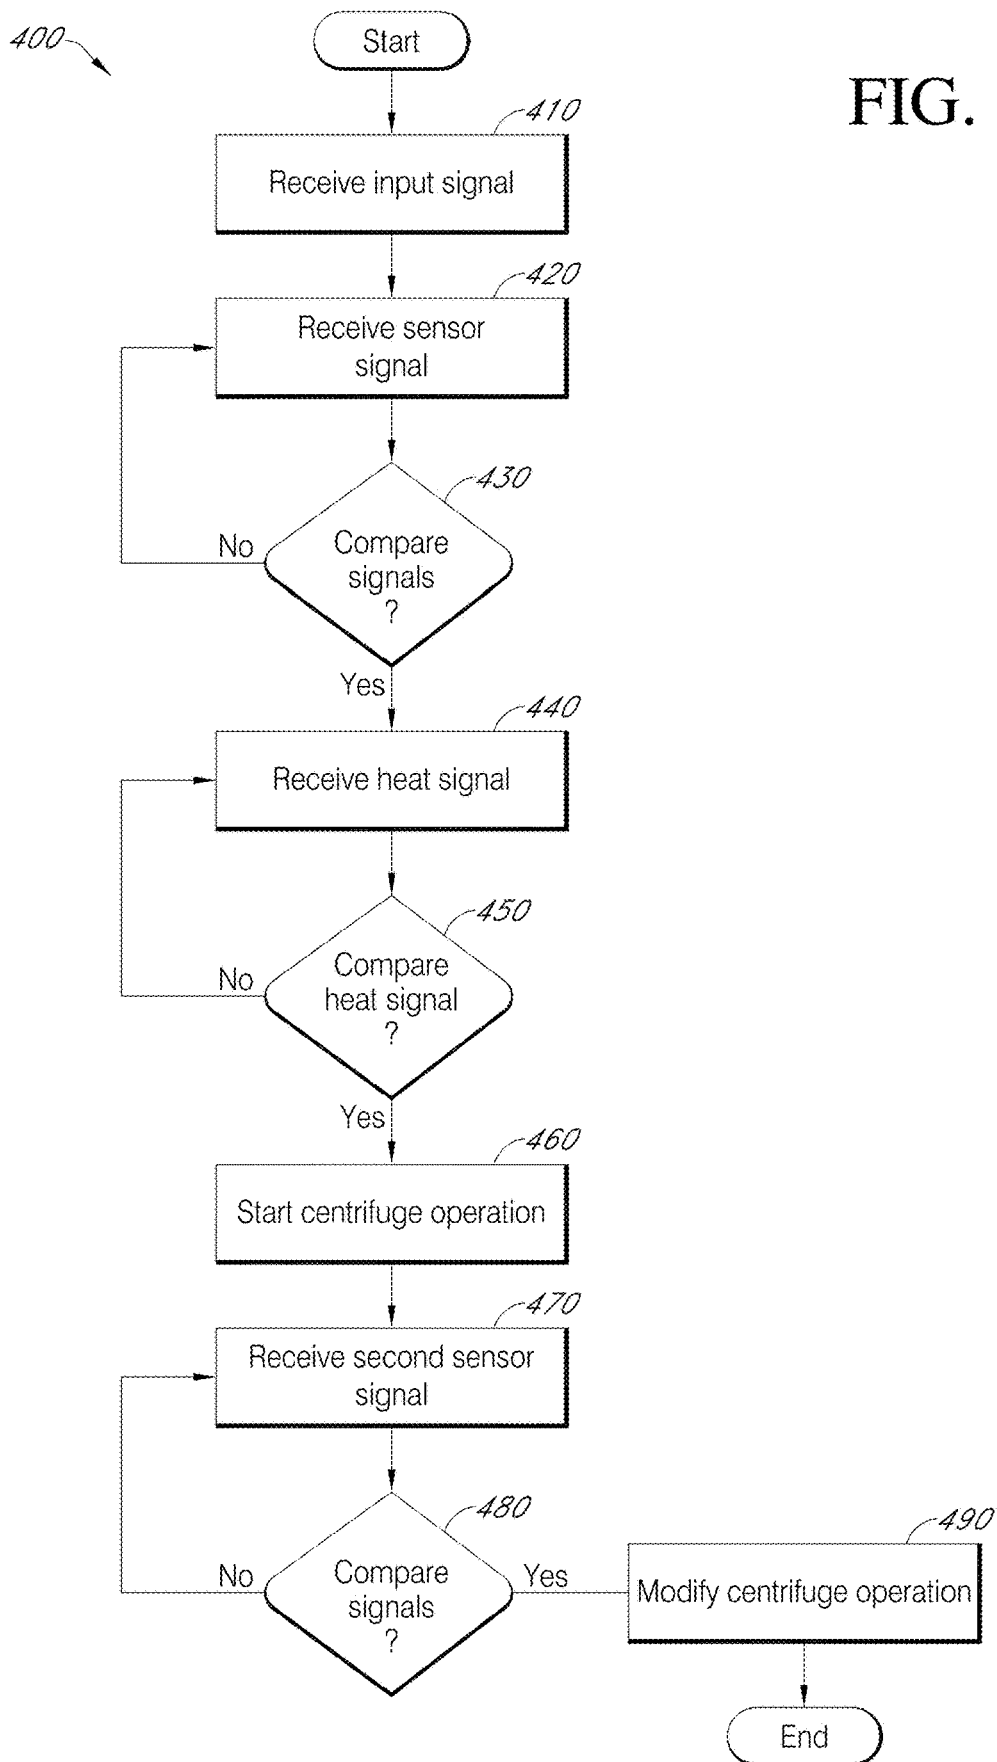 400
Start
FIG.
410
Receive input signal
420
Receive sensor
signal
430
Compare
signals
?
No
Yes
440
Receive heat signal
450
Compare
heat signal
?
No
Yes
460
Start centrifuge operation
470
Receive second sensor
signal
480
Compare
signals
?
No
Yes
490
Modify centrifuge operation
End